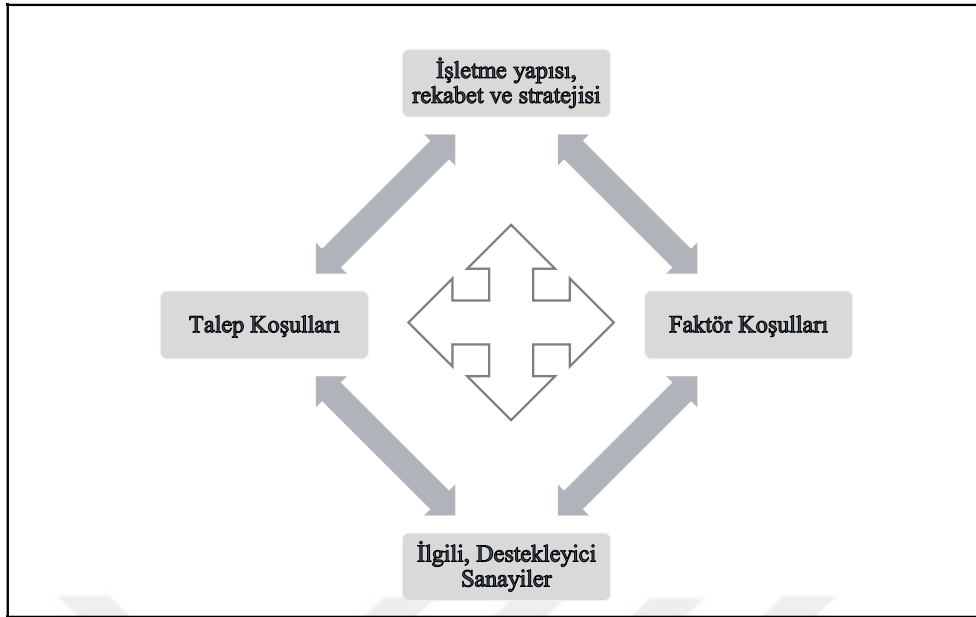 İşletme yapısı,
rekabet ve stratejisi
Talep Koşulları
Faktör Koşulları
İlgili, Destekleyici
Sanayiler